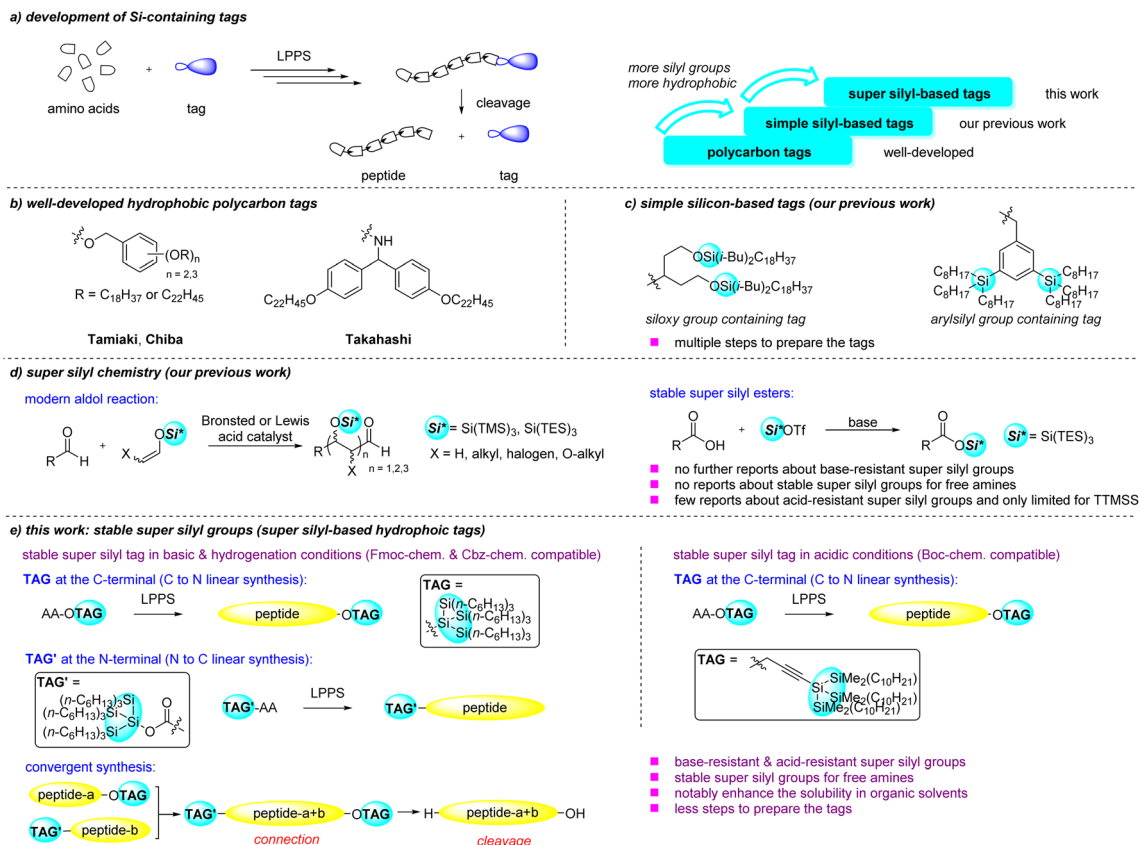 a) development of Si-containing tags
amino acids
+
tag
LPPS
cleavage
peptide
+
tag
more silyl groups
more hydrophobic
super silyl-based tags
this work
simple silyl-based tags
our previous work
polycarbon tags
well-developed
b) well-developed hydrophobic polycarbon tags
O
(OR)n
n = 2,3
R = C18H37 or C22H45
Tamiaki, Chiba
NH
C22H45O
OC22H45
Takahashi
c) simple silicon-based tags (our previous work)
OSi(i-Bu)2C18H37
OSi(i-Bu)2C18H37
siloxy group containing tag
C8H17
C8H17
Si
C8H17
C8H17
Si
C8H17
C8H17
arylsilyl group containing tag
multiple steps to prepare the tags
d) super silyl chemistry (our previous work)
modern aldol reaction:
O
R
H
+
OSi*
X
Bronsted or Lewis
acid catalyst
OSi*
O
R
H
n
n = 1,2,3
X
Si* = Si(TMS)3, Si(TES)3
X = H, alkyl, halogen, O-alkyl
stable super silyl esters:
O
R
OH
+
Si*OTf
base
O
R
OSi*
Si* = Si(TES)3
no further reports about base-resistant super silyl groups
no reports about stable super silyl groups for free amines
few reports about acid-resistant super silyl groups and only limited for TTMSS
e) this work: stable super silyl groups (super silyl-based hydrophoic tags)
stable super silyl tag in basic & hydrogenation conditions (Fmoc-chem. & Cbz-chem. compatible)
TAG at the C-terminal (C to N linear synthesis):
AA-OTAG
LPPS
peptide
-OTAG
TAG =
Si(n-C6H13)3
Si
Si(n-C6H13)3
Si(n-C6H13)3
TAG' at the N-terminal (N to C linear synthesis):
TAG' =
(n-C6H13)3Si
(n-C6H13)3Si
Si
(n-C6H13)3Si
O
O
TAG'-AA
LPPS
TAG'-
peptide
convergent synthesis:
peptide-a
-OTAG
TAG'-
peptide-b
TAG'-
peptide-a+b
-OTAG
connection
H-
peptide-a+b
-OH
cleavage
stable super silyl tag in acidic conditions (Boc-chem. compatible)
TAG at the C-terminal (C to N linear synthesis):
AA-OTAG
LPPS
peptide
-OTAG
TAG =
Si
SiMe2(C10H21)
SiMe2(C10H21)
SiMe2(C10H21)
base-resistant & acid-resistant super silyl groups
stable super silyl groups for free amines
notably enhance the solubility in organic solvents
less steps to prepare the tags